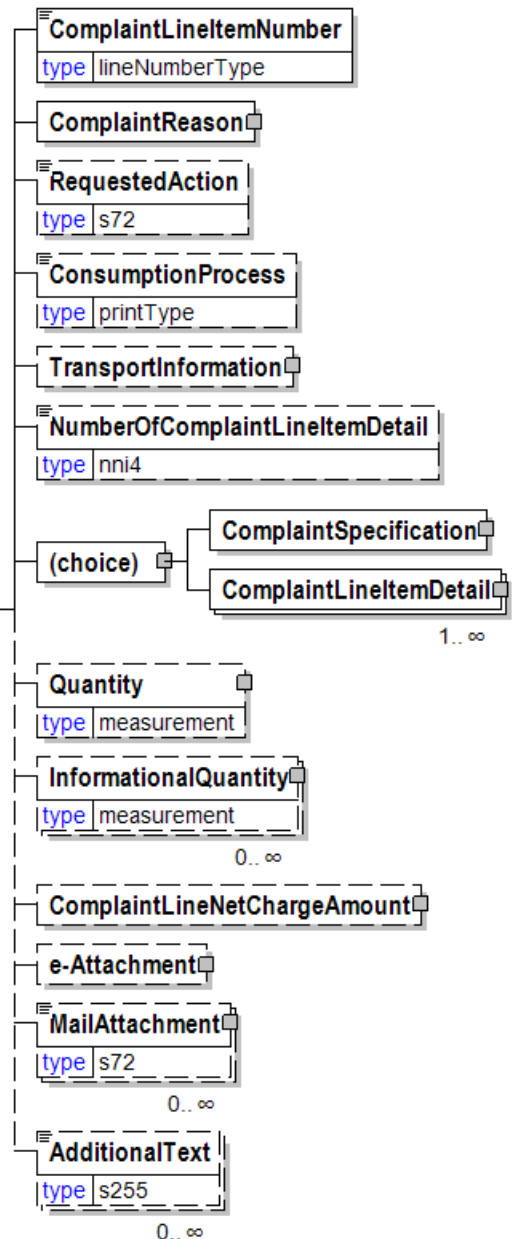 ComplaintLineItemNumber
type lineNumberType
ComplaintReason
RequestedAction
type s72
ConsumptionProcess
type printType
TransportInformation
NumberOfComplaintLineItemDetail
type nni4
(choice)
ComplaintSpecification
ComplaintLineItemDetail
1.. ∞
Quantity
type measurement
InformationalQuantity
type measurement
0.. ∞
ComplaintLineNetChargeAmount
e-Attachment
MailAttachment
type s72
0.. ∞
AdditionalText
type s255
0.. ∞